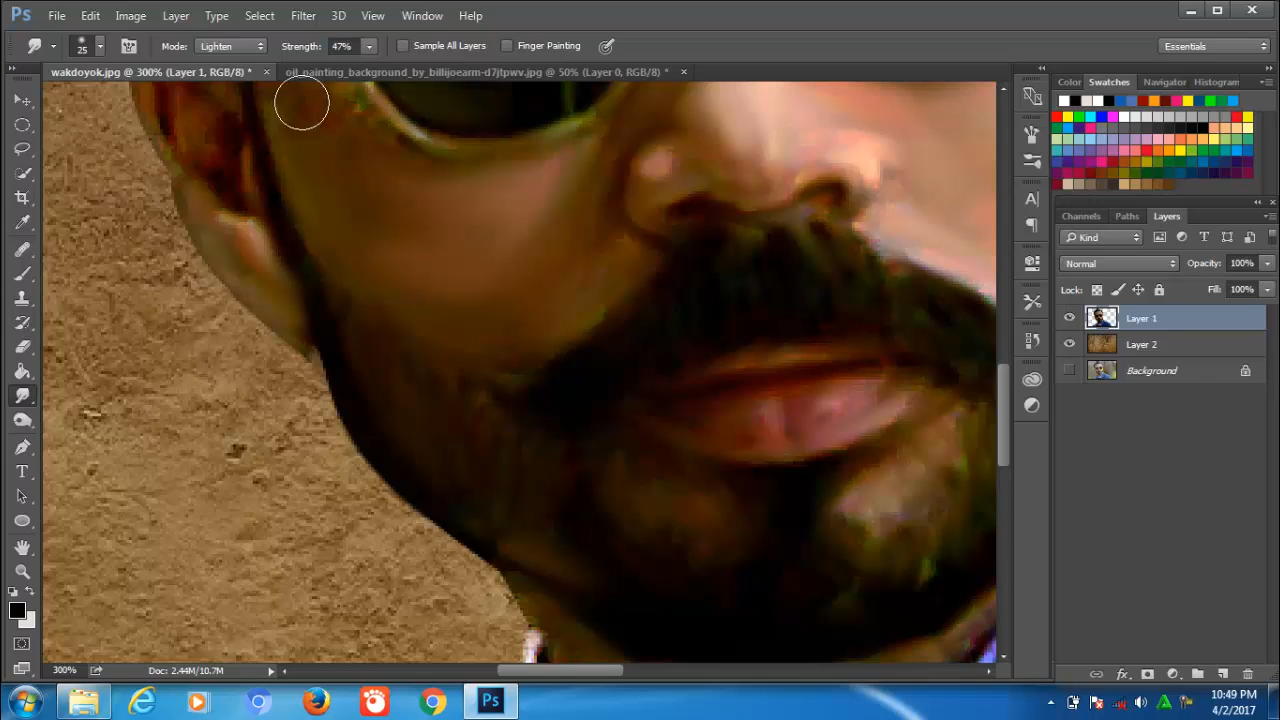 Ps File Edit Image Layer Type Select Filter 3D View Window Help
25 Mode: Lighten Strength: 47% Sample All Layers Finger Painting Essentials
wakdoyok.jpg @ 300% (Layer 1, RGB/8) * × oil_painting_background_by_billijoearm-d7jtpwv.jpg @ 50% (Layer 0, RGB/8) * ×
Color Swatches Navigator Histogram
Channels Paths Layers
Kind
Normal Opacity: 100%
Lock: Fill: 100%
Layer 1
Layer 2
Background
300% Doc: 2.44M/10.7M
Ps 10:49 PM
4/2/2017